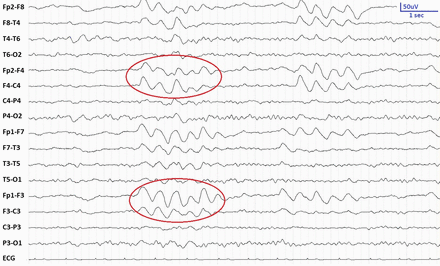 Fp2-F8
50uV
1 sec
F8-T4
T4-T6
T6-O2
Fp2-F4
F4-C4
C4-P4
P4-O2
Fp1-F7
F7-T3
T3-T5
T5-O1
Fp1-F3
F3-C3
C3-P3
P3-O1
ECG